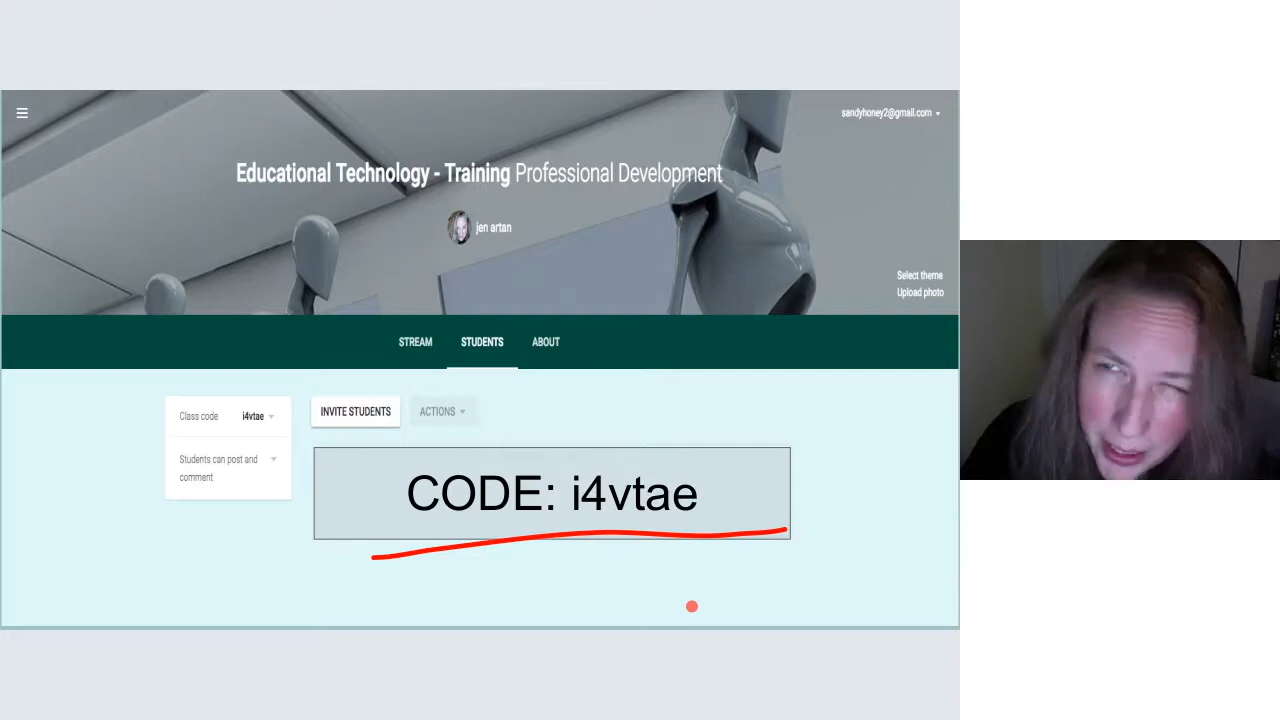 sandyhoney2@gmail.com
Educational Technology - Training Professional Development
jen artan
Select theme
Upload photo
STREAM STUDENTS ABOUT
Class code i4vtae
INVITE STUDENTS ACTIONS
Students can post and
comment
CODE: i4vtae